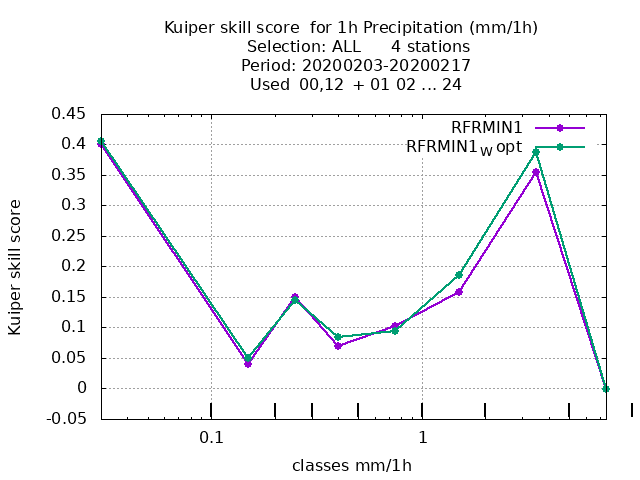 Kuiper skill score  for 1h Precipitation (mm/1h)
Selection: ALL      4 stations
Period: 20200203-20200217
Used  00,12  + 01 02 ... 24
RFRMIN1
RFRMIN1W opt
0.45
0.4
0.35
0.3
0.25
0.2
0.15
0.1
0.05
0
-0.05
Kuiper skill score
0.1
1
classes mm/1h